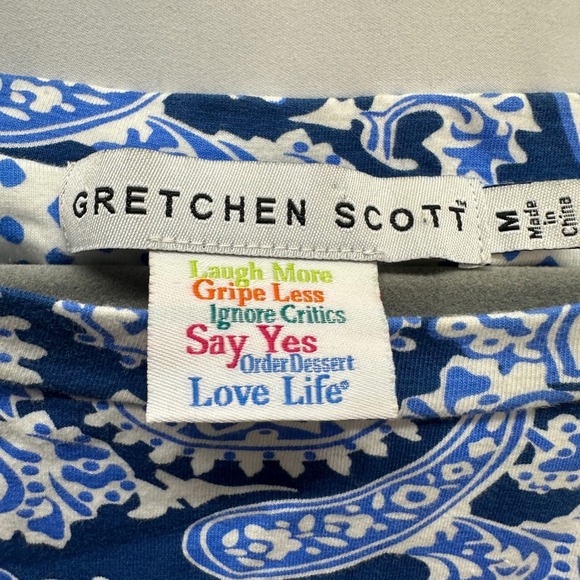 GRETCHEN SCOTT
M
Made
in
China
Laugh More
Gripe Less
Ignore Critics
Say Yes
Order Dessert
Love Life®